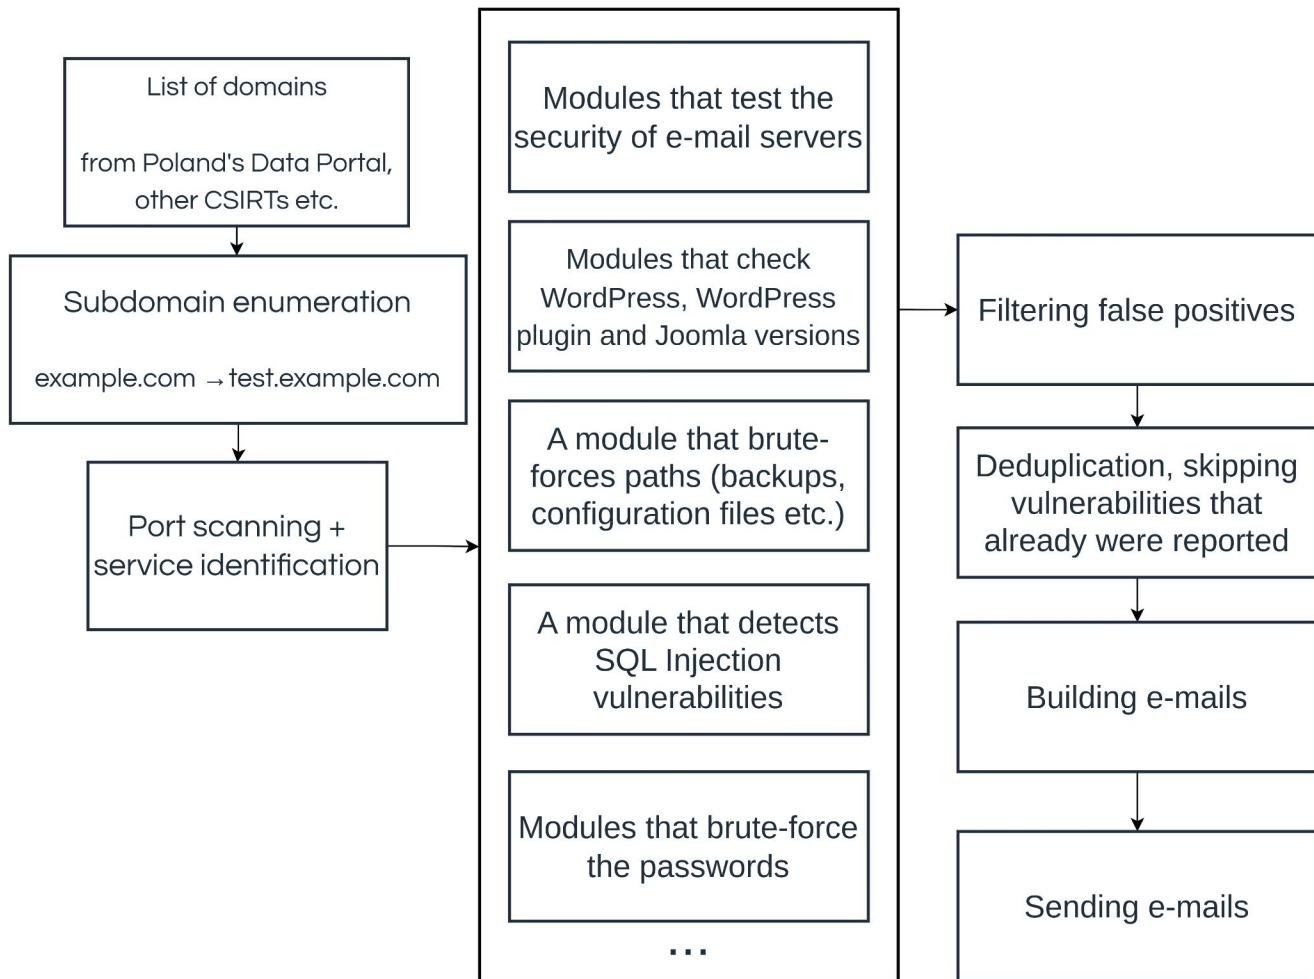 List of domains
from Poland's Data Portal,
other CSIRTs etc.
Subdomain enumeration
example.com → test.example.com
Port scanning +
service identification
Modules that test the
security of e-mail servers
Modules that check
WordPress, WordPress
plugin and Joomla versions
A module that brute-
forces paths (backups,
configuration files etc.)
A module that detects
SQL Injection
vulnerabilities
Modules that brute-force
the passwords
...
Filtering false positives
Deduplication, skipping
vulnerabilities that
already were reported
Building e-mails
Sending e-mails